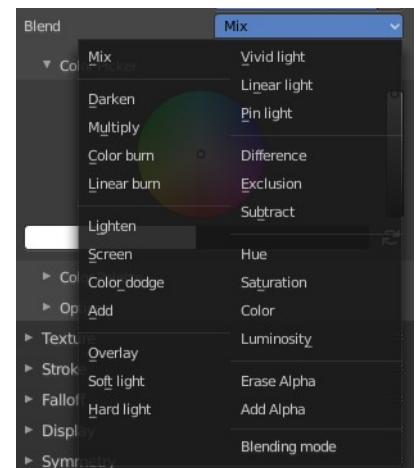 Blend
Mix
Mix
Darken
Multiply
Color burn
Linear burn
Lighten
Screen
Color dodge
Add
Overlay
Soft light
Hard light
Vivid light
Linear light
Pin light
Difference
Exclusion
Subtract
Hue
Saturation
Color
Luminosity
Erase Alpha
Add Alpha
Blending mode
Texture
Stroke
Falloff
Display
Symmetry